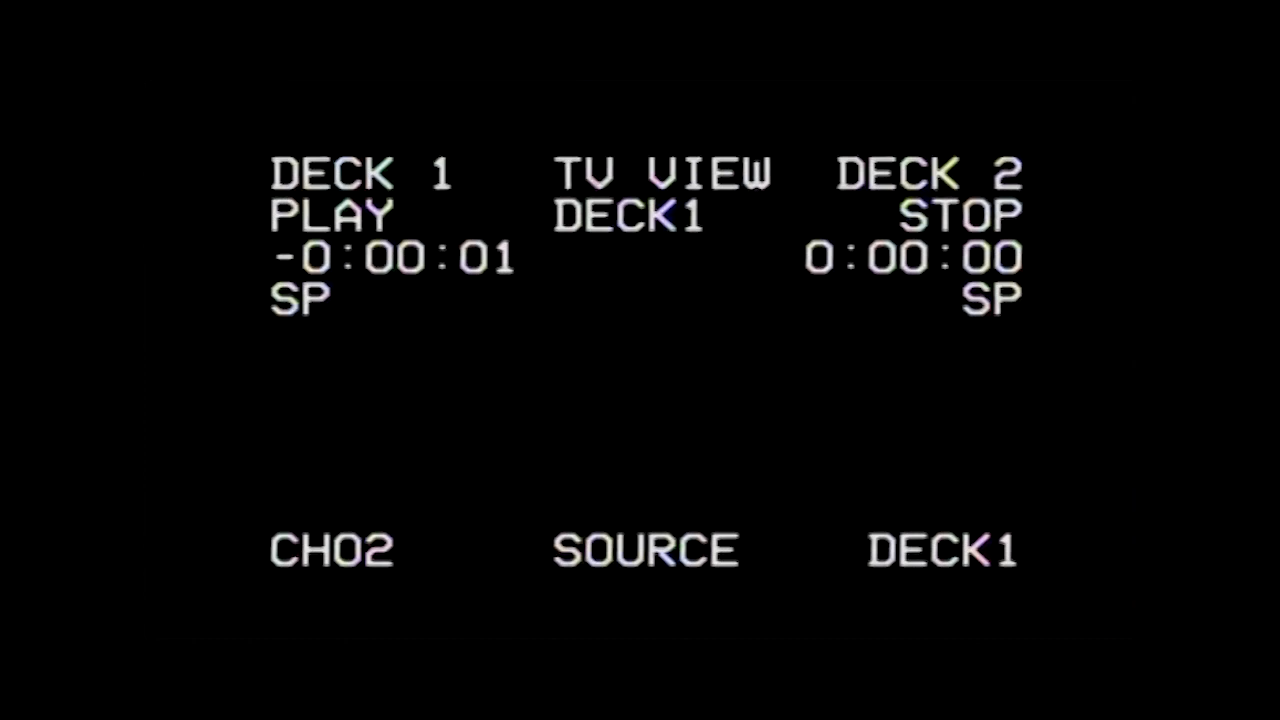 DECK 1 TV VIEW DECK 2
PLAY DECK1 STOP
-0:00:01 0:00:00
SP SP
CH02 SOURCE DECK1